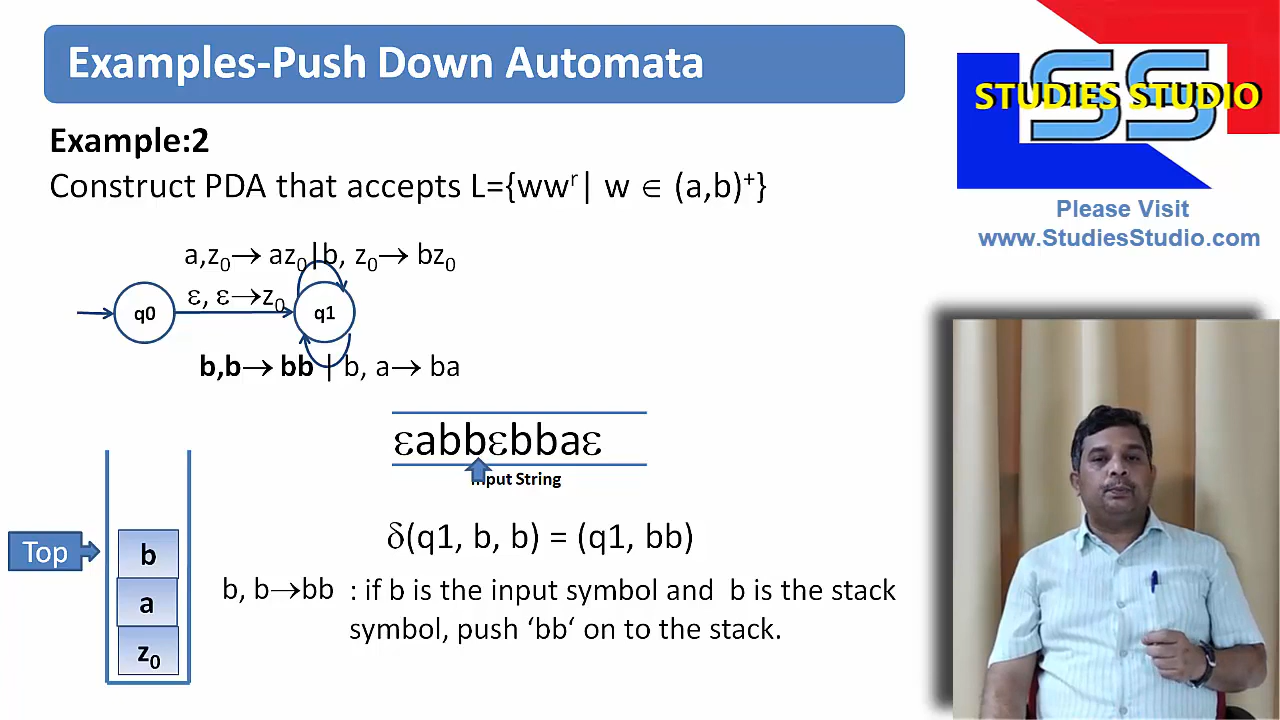 Examples-Push Down Automata
SS
STUDIES STUDIO
Please Visit
www.StudiesStudio.com
Example:2
Construct PDA that accepts L={wwʳ| w ∈ (a,b)⁺}
a,z₀→ az₀|b, z₀→ bz₀
ε, ε→z₀
q0
q1
b,b→ bb | b, a→ ba
εabbεbbaε
Input String
Top
b
a
z₀
δ(q1, b, b) = (q1, bb)
b, b→bb : if b is the input symbol and b is the stack
symbol, push ‘bb‘ on to the stack.